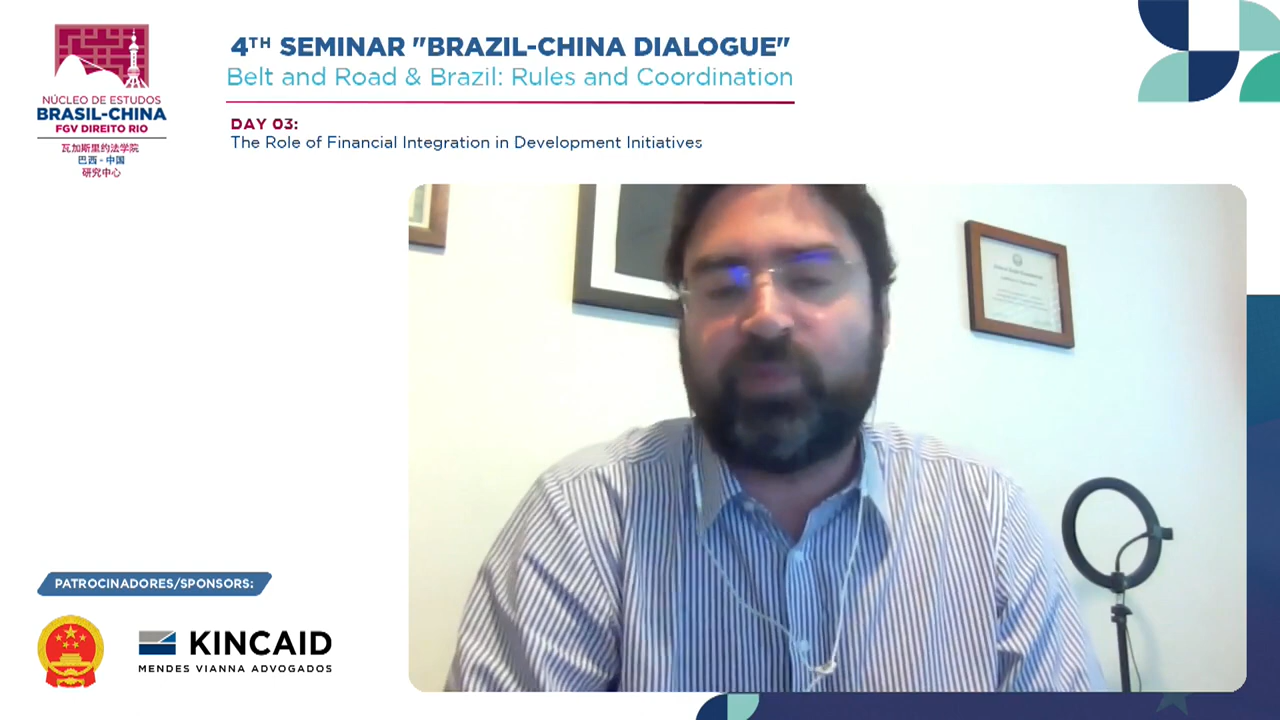 4TH SEMINAR "BRAZIL-CHINA DIALOGUE"
Belt and Road & Brazil: Rules and Coordination
DAY 03:
The Role of Financial Integration in Development Initiatives
NÚCLEO DE ESTUDOS
BRASIL-CHINA
FGV DIREITO RIO
瓦加斯里约法学院
巴西 - 中国
研究中心
PATROCINADORES/SPONSORS:
KINCAID
MENDES VIANNA ADVOGADOS